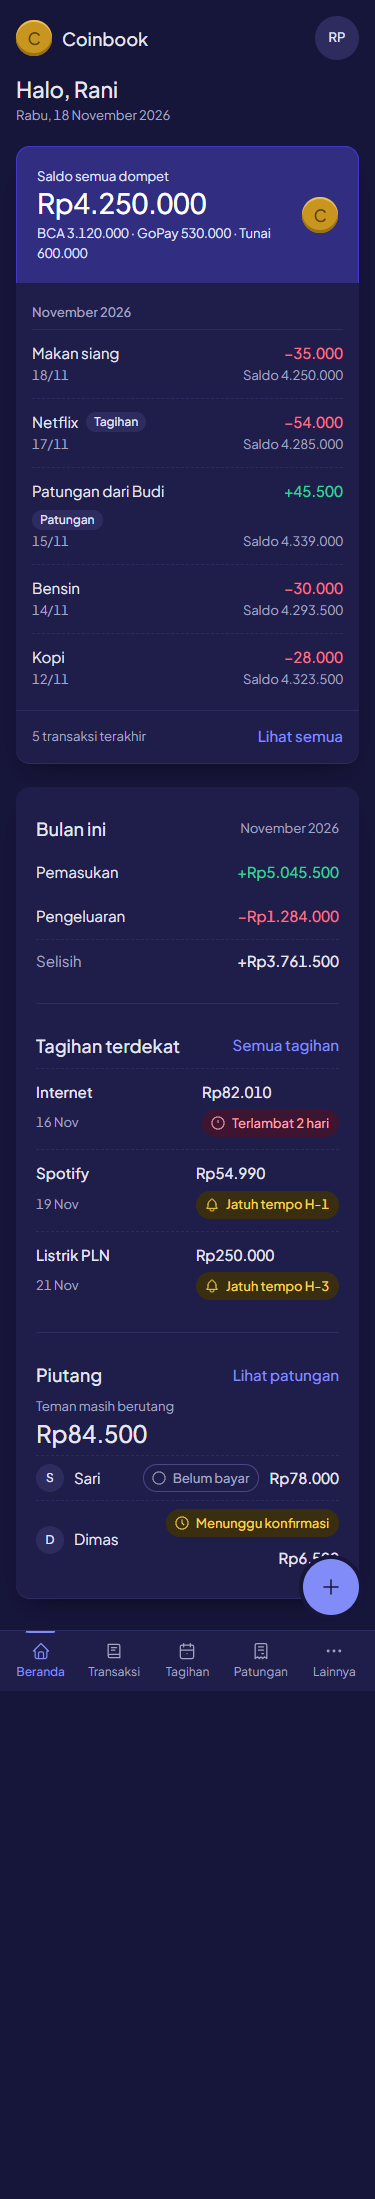 C Coinbook RP
Halo, Rani
Rabu, 18 November 2026
Saldo semua dompet
Rp4.250.000
C
BCA 3.120.000 · GoPay 530.000 · Tunai
600.000
November 2026
Makan siang −35.000
18/11 Saldo 4.250.000
Netflix Tagihan −54.000
17/11 Saldo 4.285.000
Patungan dari Budi +45.500
Patungan
15/11 Saldo 4.339.000
Bensin −30.000
14/11 Saldo 4.293.500
Kopi −28.000
12/11 Saldo 4.323.500
5 transaksi terakhir Lihat semua
Bulan ini November 2026
Pemasukan +Rp5.045.500
Pengeluaran −Rp1.284.000
Selisih +Rp3.761.500
Tagihan terdekat Semua tagihan
Internet Rp82.010
16 Nov Terlambat 2 hari
Spotify Rp54.990
19 Nov Jatuh tempo H-1
Listrik PLN Rp250.000
21 Nov Jatuh tempo H-3
Piutang Lihat patungan
Teman masih berutang
Rp84.500
S Sari Belum bayar Rp78.000
Menunggu konfirmasi
D Dimas
Beranda Transaksi Tagihan Patungan Lainnya